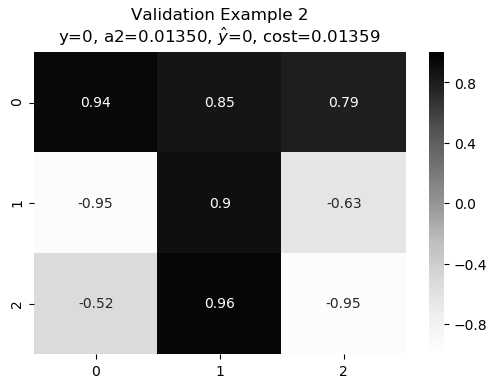 Validation Example 2
y=0, a2=0.01350, ŷ=0, cost=0.01359
0 0.94 0.85 0.79
1 -0.95 0.9 -0.63
2 -0.52 0.96 -0.95
0 1 2
0.8
0.4
0.0
−0.4
−0.8